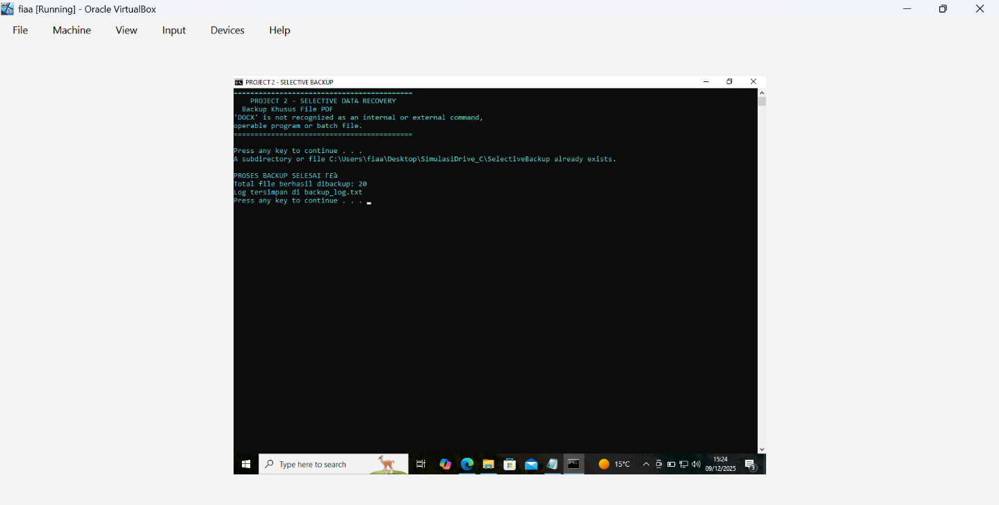 fiaa [Running] - Oracle VirtualBox
File Machine View Input Devices Help
PROJECT 2 - SELECTIVE BACKUP
===========================================
PROJECT 2 - SELECTIVE DATA RECOVERY
Backup Khusus File PDF
'DOCX' is not recognized as an internal or external command,
operable program or batch file.
===========================================
Press any key to continue . . .
A subdirectory or file C:\Users\fiaa\Desktop\SimulasiDrive_C\SelectiveBackup already exists.
PROSES BACKUP SELESAI Γ£à
Total file berhasil dibackup: 20
Log tersimpan di backup_log.txt
Press any key to continue . . .
Type here to search
15°C
15:24
09/12/2025
3